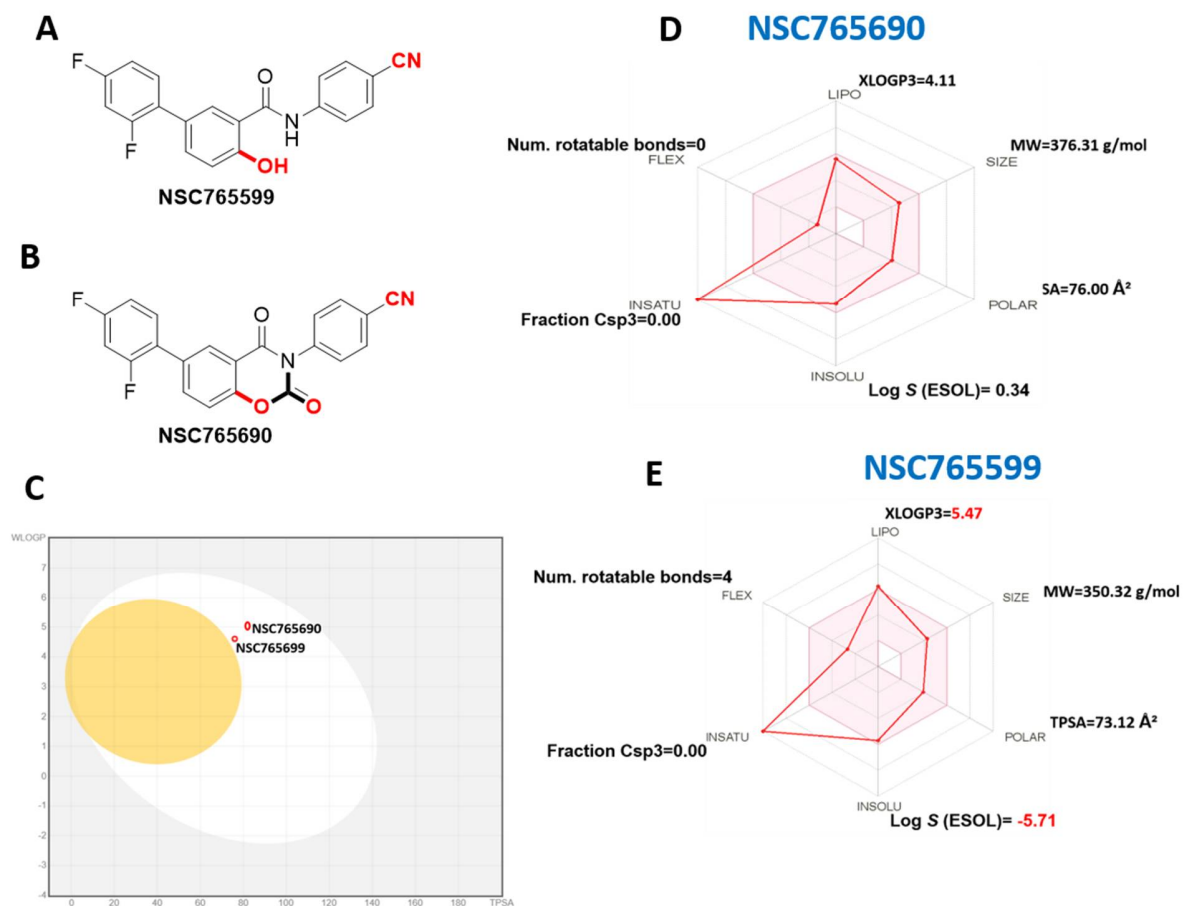 A
F
F
O
N
H
OH
CN
NSC765599
B
F
F
O
N
O
O
CN
NSC765690
C
WLOGP
7
6
5
4
3
2
1
0
-1
-2
-3
-4
NSC765690
NSC765699
0 20 40 60 80 100 120 140 160 180 TPSA
D NSC765690
XLOGP3=4.11
LIPO
Num. rotatable bonds=0
FLEX
MW=376.31 g/mol
SIZE
INSATU
Fraction Csp3=0.00
SA=76.00 Å²
POLAR
INSOLU
Log S (ESOL)= 0.34
E NSC765599
XLOGP3=5.47
LIPO
Num. rotatable bonds=4
FLEX
MW=350.32 g/mol
SIZE
INSATU
Fraction Csp3=0.00
TPSA=73.12 Å²
POLAR
INSOLU
Log S (ESOL)= -5.71